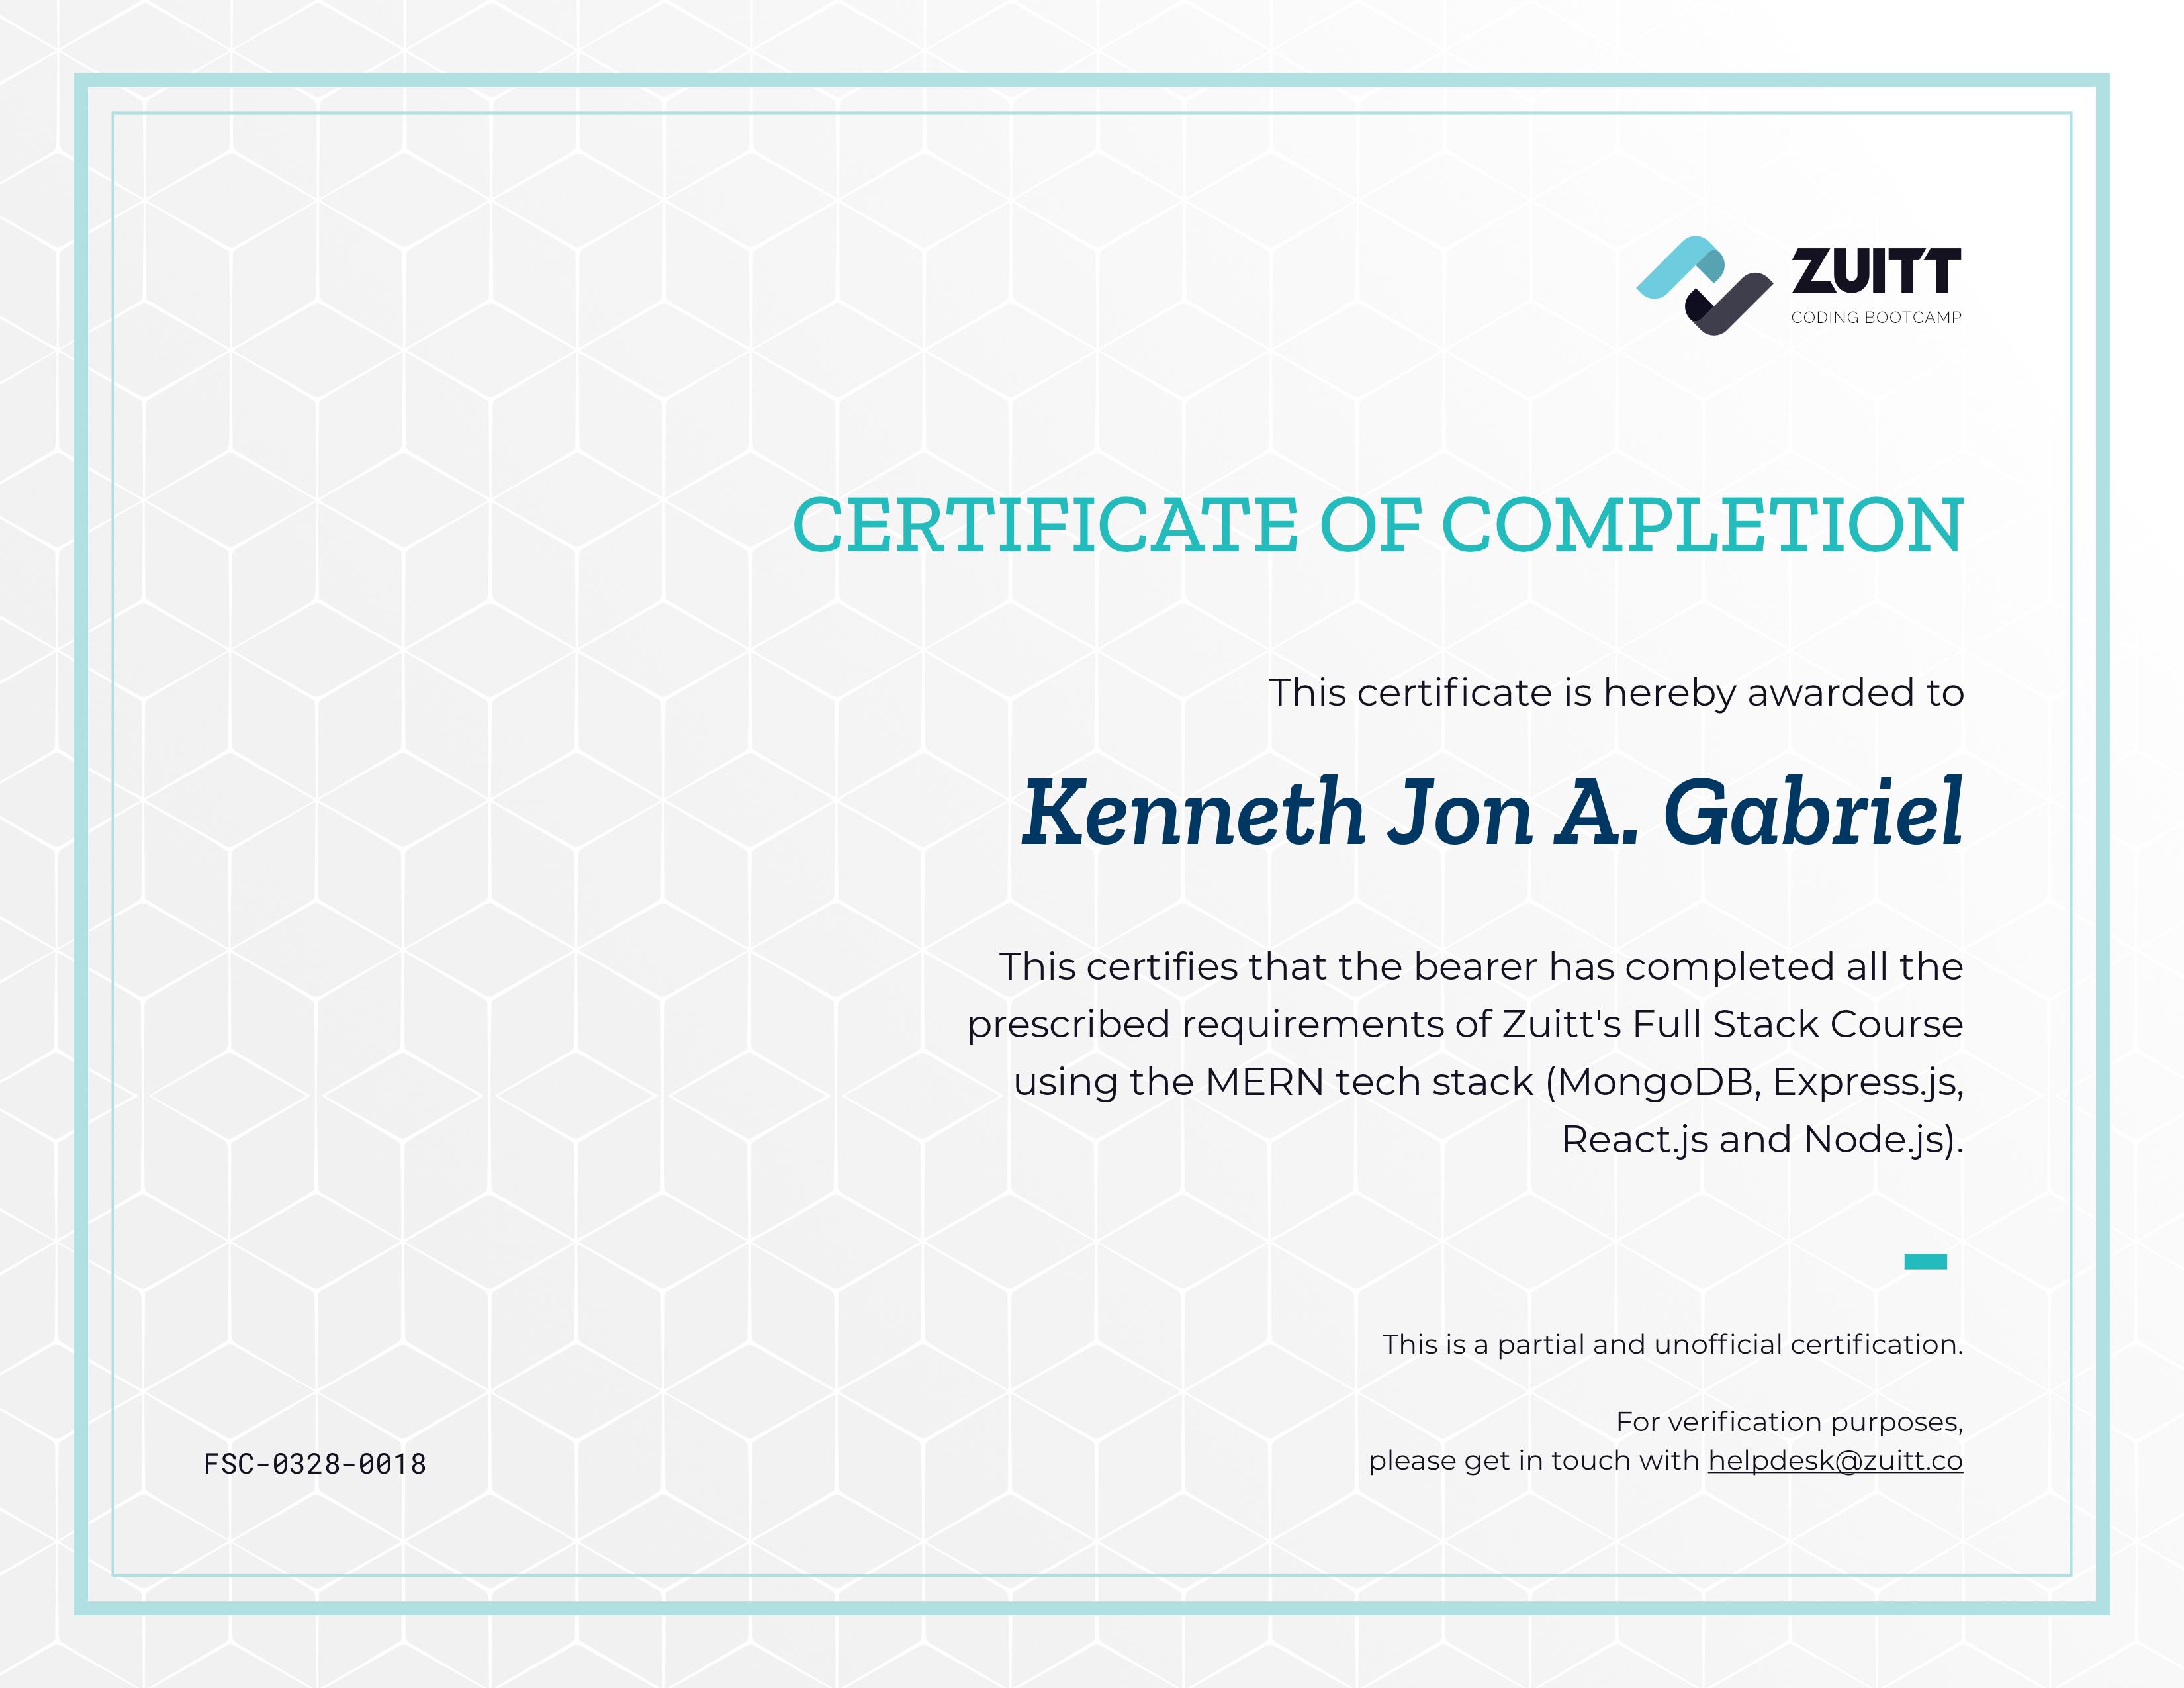 ZUITT
CODING BOOTCAMP
CERTIFICATE OF COMPLETION
This certificate is hereby awarded to
Kenneth Jon A. Gabriel
This certifies that the bearer has completed all the
prescribed requirements of Zuitt's Full Stack Course
using the MERN tech stack (MongoDB, Express.js,
React.js and Node.js).
This is a partial and unofficial certification.
For verification purposes,
please get in touch with helpdesk@zuitt.co
FSC-0328-0018